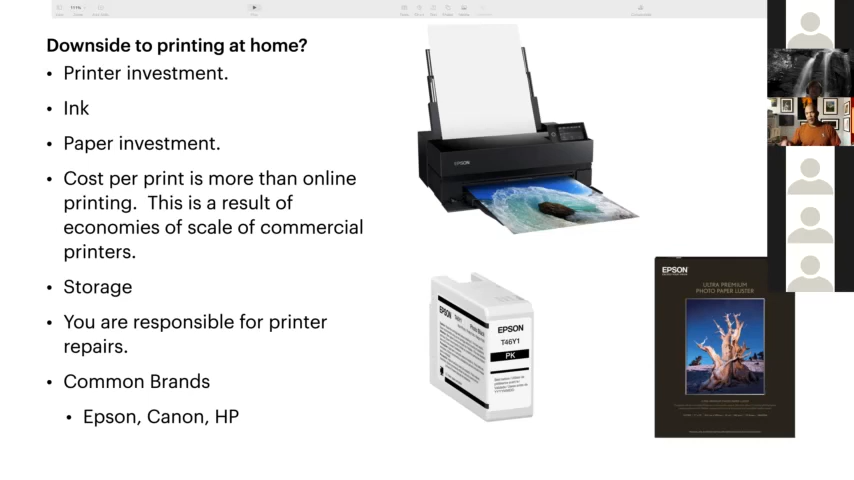 111%
Downside to printing at home?
• Printer investment.
• Ink
• Paper investment.
• Cost per print is more than online
printing. This is a result of
economies of scale of commercial
printers.
• Storage
• You are responsible for printer
repairs.
• Common Brands
• Epson, Canon, HP
EPSON
EPSON
EPSON
T46Y1
PK
EPSON
ULTRA PREMIUM
PHOTO PAPER LUSTER